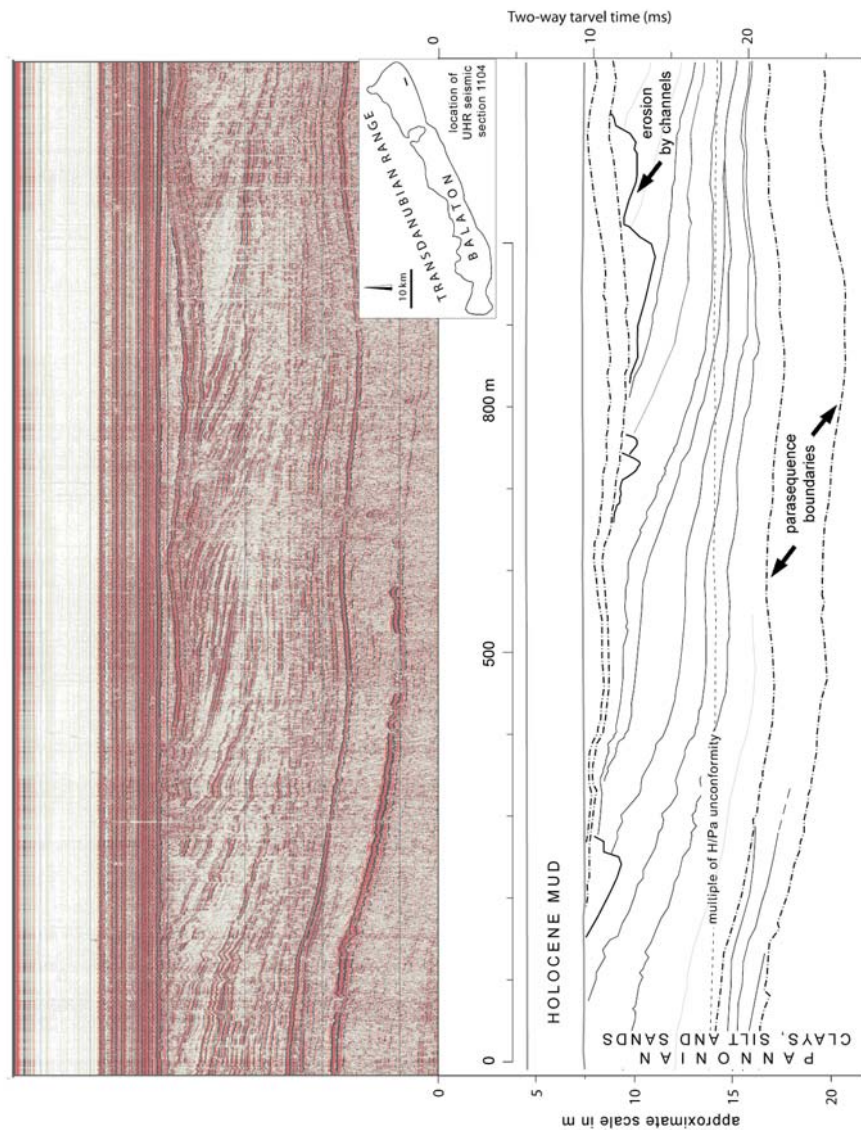 Two-way tarvel time (ms)
0
10
20
TRANSDANUBIAN RANGE
BALATON
10 km
location of
UHR seismic
section 1104
erosion
by channels
parasequence
boundaries
0
500
800 m
HOLOCENE MUD
multiple of H/Pa unconformity
PANNONIAN
CLAYS, SILT AND SANDS
0
5
10
15
20
approximate scale in m